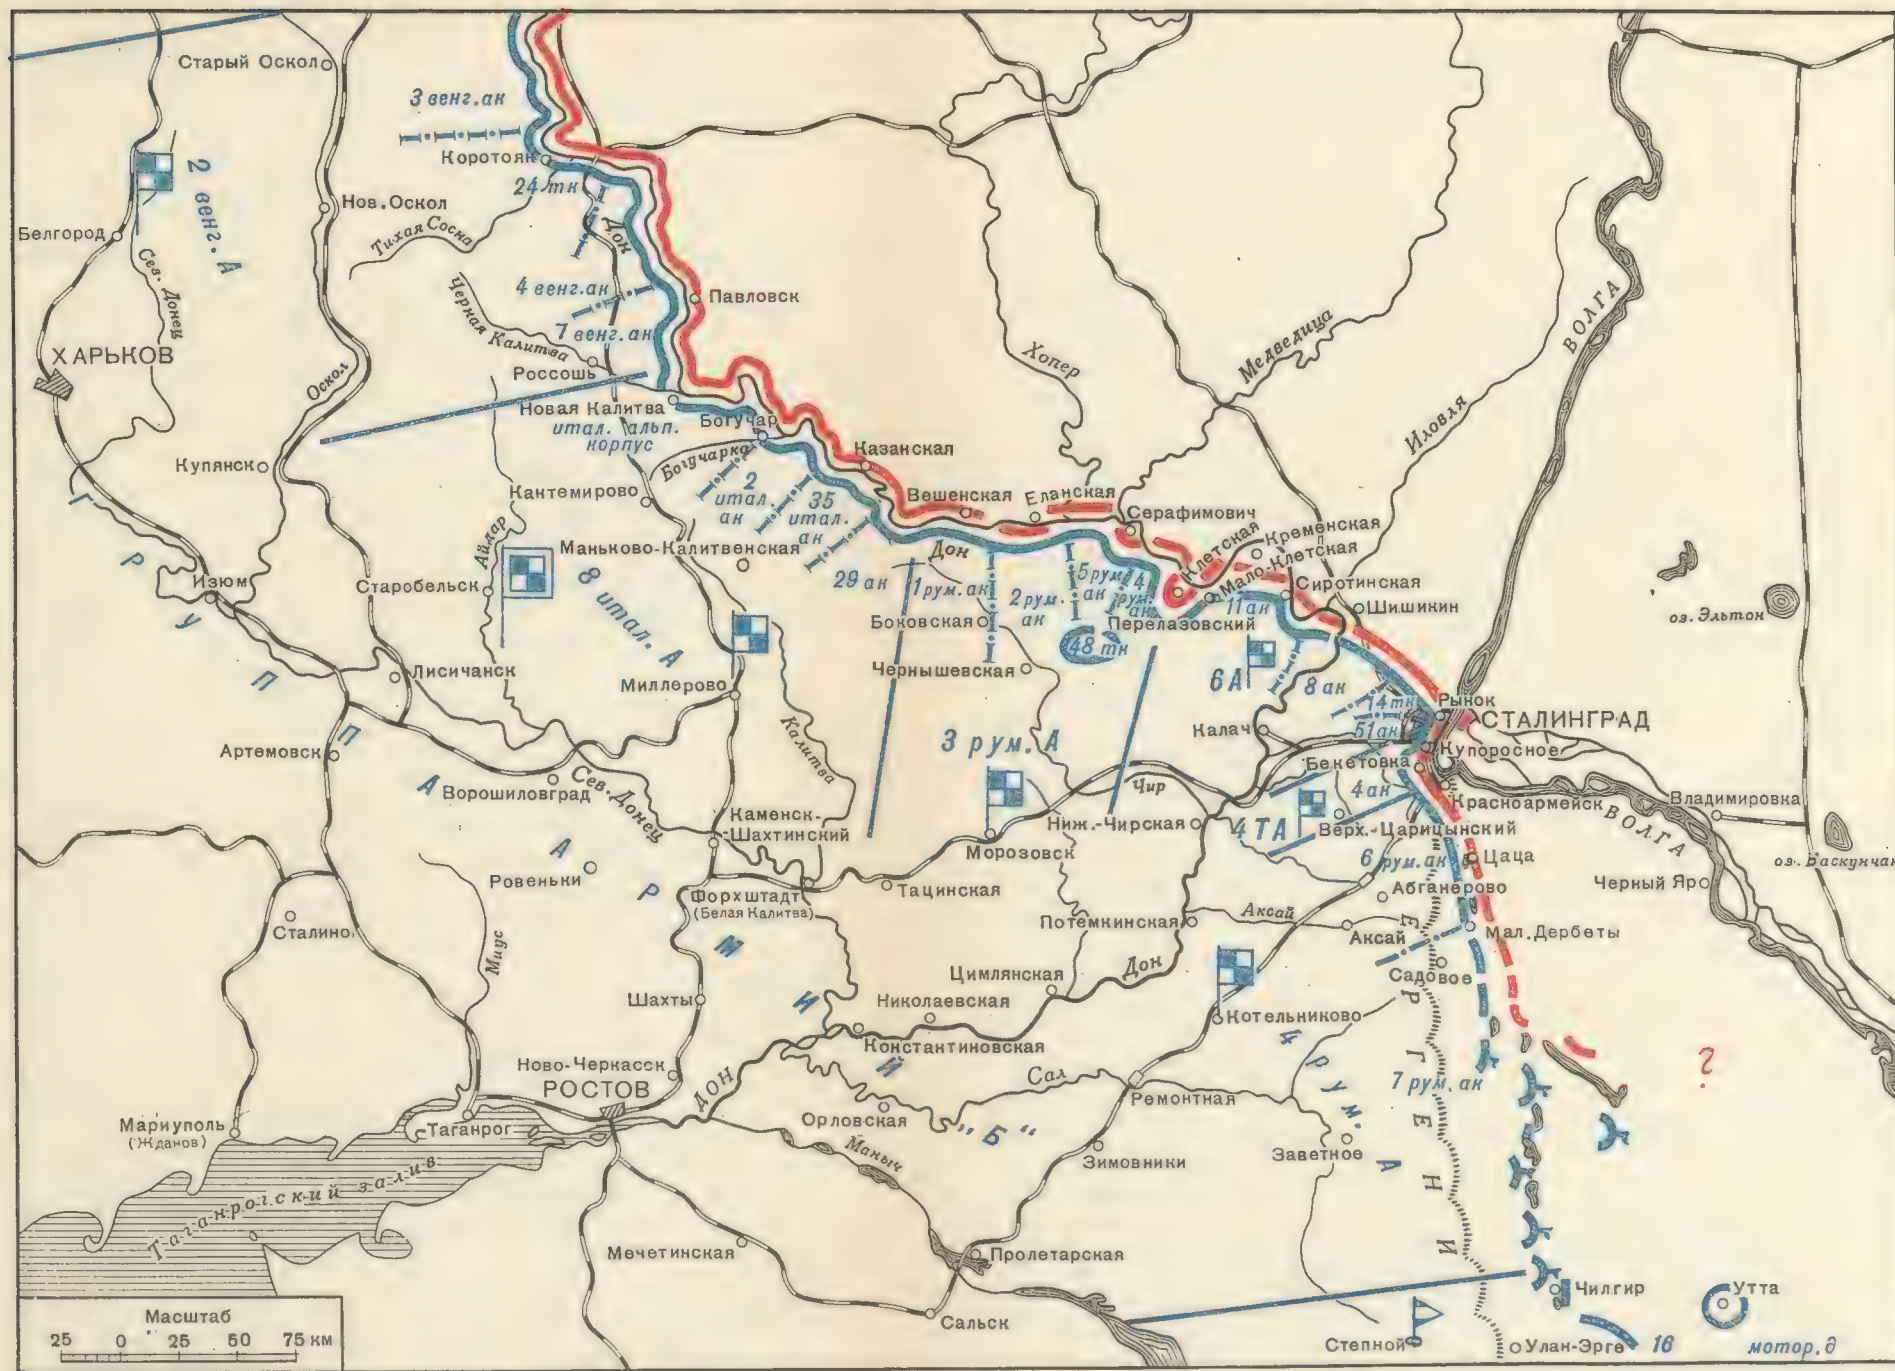 Старый Оскол
3 венг.ак
Коротояк
24 тк
2 венг. А
Нов.Оскол
Белгород
Тихая Сосна
Дон
Сев. Донец
Черная Калитва
4 венг.ак
Павловск
7 венг.ак
ВОЛГА
ХАРЬКОВ
Россошь
Оскол
Хопер
Медведица
Новая Калитва
итал. альп.
корпус
Богучар
Иловля
Купянск
Богучарка
Казанская
Кантемирово
2
итал.
ак
35
итал.
ак
Вешенская
Еланская
Серафимович
Клетская
Кременская
Мало-Клетская
Айдар
Маньково-Калитвенская
Дон
29 ак
1 рум. ак
2 рум.
ак
5 рум.
ак
4
рум.
ак
Сиротинская
11 ак
Шишикин
Изюм
Старобельск
8 итал. А
Боковская
Перелазовский
48 тк
оз. Эльтон
Чернышевская
6А
8 ак
Лисичанск
Миллерово
14 тк
Рынок
СТАЛИНГРАД
51 ак
Калач
Купоросное
Калитва
3 рум. А
Артемовск
Бекетовка
Ворошиловград
Сев. Донец
Чир
4 ак
Красноармейск
Владимировка
ВОЛГА
Каменск-
Шахтинский
Ниж.-Чирская
4 ТА
Верх.-Царицынский
Морозовск
6 рум.ак
Цаца
оз. Баскунчак
Ровеньки
Форхштадт
(Белая Калитва)
Тацинская
Абганерово
Черный Яр
Сталино
Потемкинская
Аксай
Аксай
Мал. Дербеты
Миус
Цимлянская
Дон
Садовое
Шахты
Николаевская
Котельниково
Константиновская
Ново-Черкасск
РОСТОВ
ДОН
Сал
4 рум. А
7 рум. ак
?
Ремонтная
Орловская
ГРУППА АРМИЙ „Б“
Мариуполь
(Жданов)
Таганрог
Маныч
Зимовники
Заветное
ЕРГЕНИ
Таганрогский залив
Мечетинская
Пролетарская
Чилгир
Утта
Сальск
Степной
Улан-Эрге
16 мотор.д
Масштаб
25 0 25 50 75 км